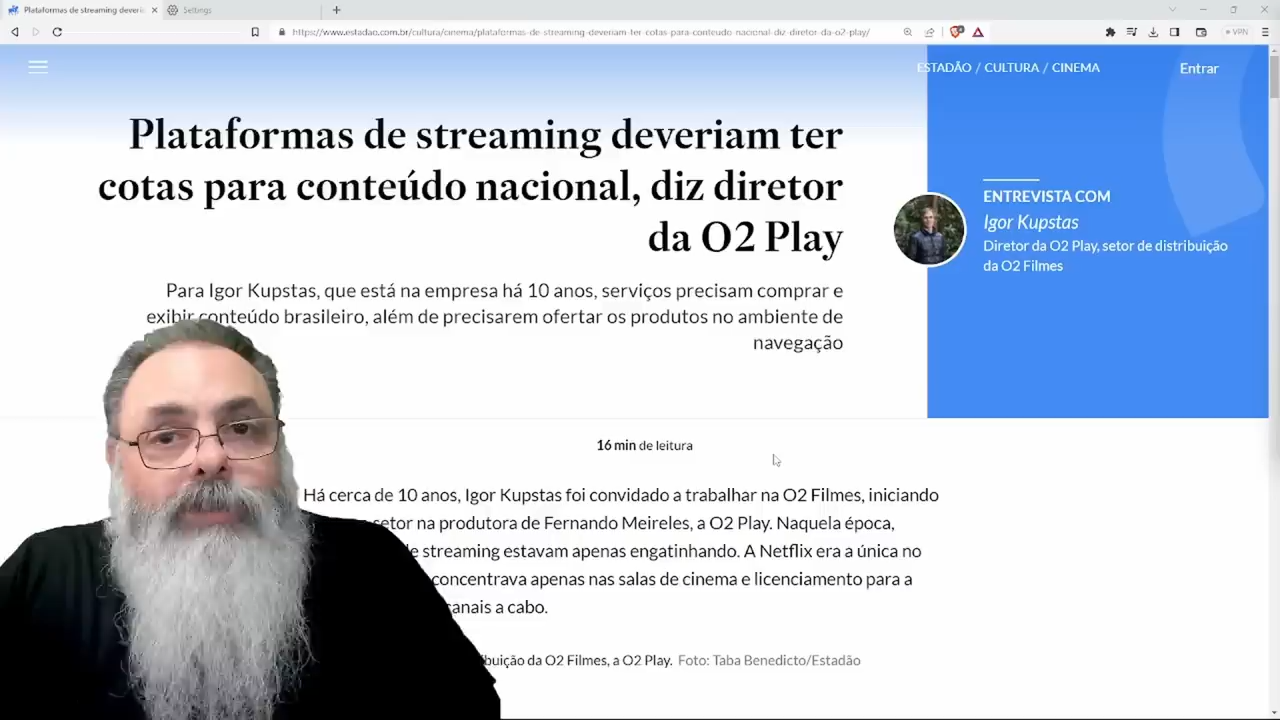 Plataformas de streaming deveri
Settings
https://www.estadao.com.br/cultura/cinema/plataformas-de-streaming-deveriam-ter-cotas-para-conteudo-nacional-diz-diretor-da-o2-play/
VPN
ESTADÃO / CULTURA / CINEMA
Entrar
Plataformas de streaming deveriam ter
cotas para conteúdo nacional, diz diretor
da O2 Play
ENTREVISTA COM
Igor Kupstas
Diretor da O2 Play, setor de distribuição
da O2 Filmes
Para Igor Kupstas, que está na empresa há 10 anos, serviços precisam comprar e
exibir conteúdo brasileiro, além de precisarem ofertar os produtos no ambiente de
navegação
16 min de leitura
Há cerca de 10 anos, Igor Kupstas foi convidado a trabalhar na O2 Filmes, iniciando
setor na produtora de Fernando Meireles, a O2 Play. Naquela época,
de streaming estavam apenas engatinhando. A Netflix era a única no
concentrava apenas nas salas de cinema e licenciamento para a
canais a cabo.
buição da O2 Filmes, a O2 Play. Foto: Taba Benedicto/Estadão